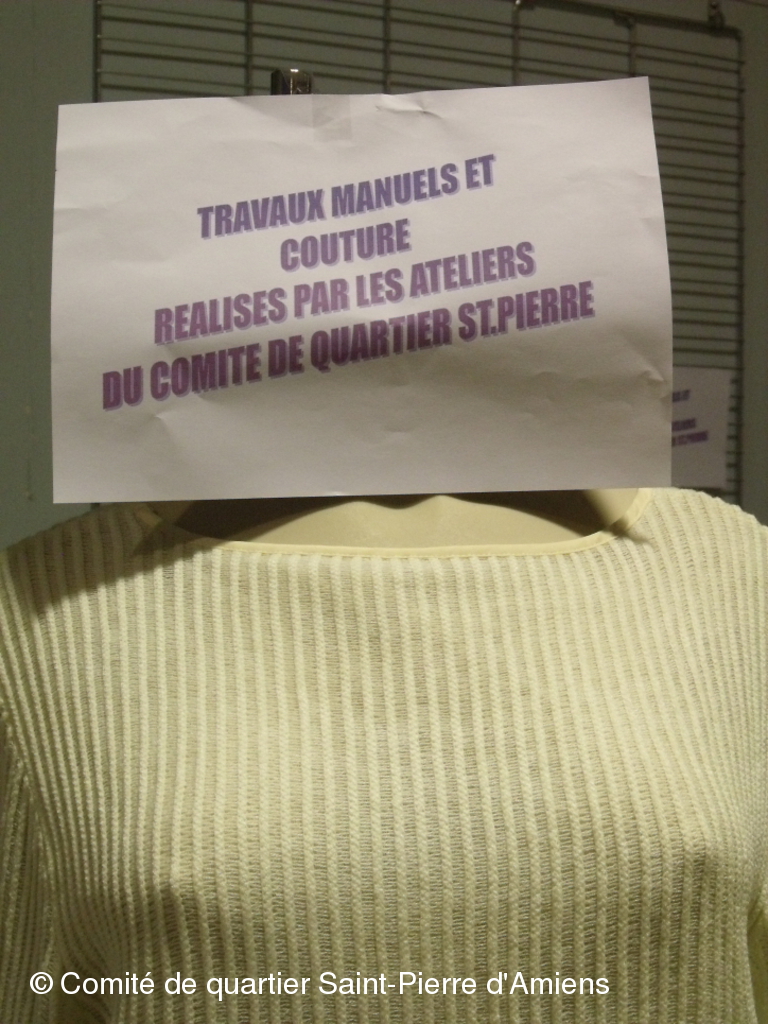 TRAVAUX MANUELS ET
COUTURE
REALISES PAR LES ATELIERS
DU COMITE DE QUARTIER ST.PIERRE
© Comité de quartier Saint-Pierre d'Amiens